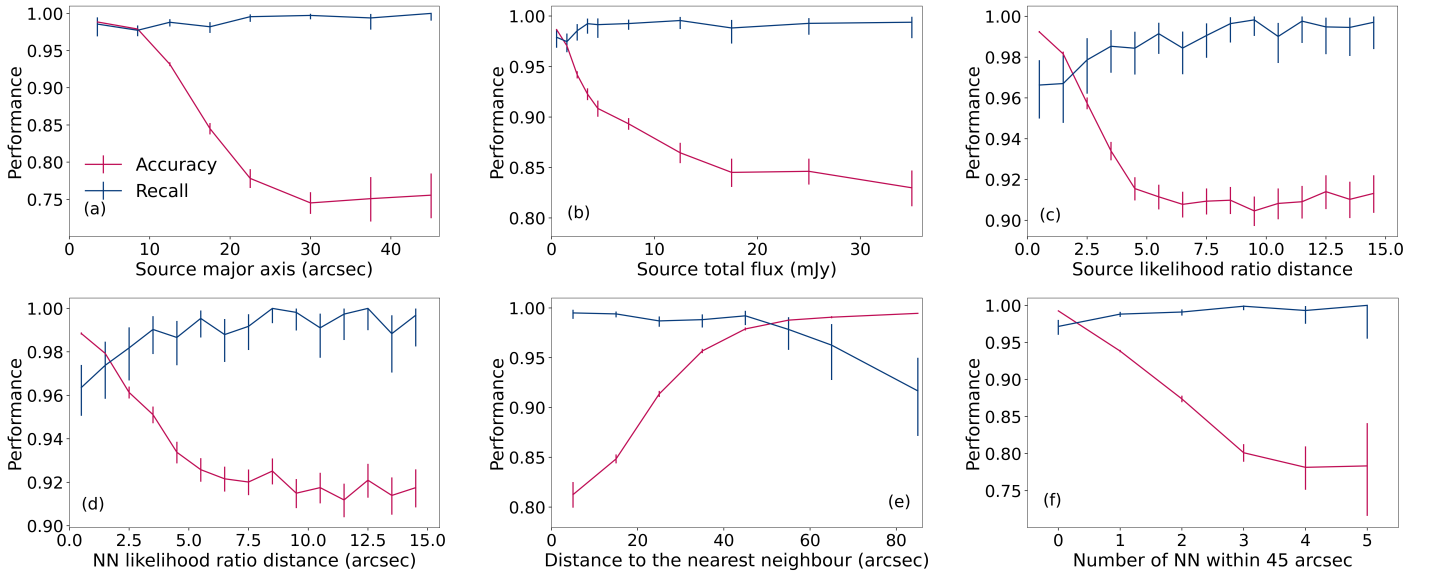 Performance
1.00
0.95
0.90
0.85
0.80
0.75
Accuracy
Recall
(a)
0 10 20 30 40
Source major axis (arcsec)
Performance
1.00
0.95
0.90
0.85
0.80
(b)
0 10 20 30
Source total flux (mJy)
Performance
1.00
0.98
0.96
0.94
0.92
0.90
(c)
0.0 2.5 5.0 7.5 10.0 12.5 15.0
Source likelihood ratio distance
Performance
1.00
0.98
0.96
0.94
0.92
0.90
(d)
0.0 2.5 5.0 7.5 10.0 12.5 15.0
NN likelihood ratio distance (arcsec)
Performance
1.00
0.95
0.90
0.85
0.80
(e)
0 20 40 60 80
Distance to the nearest neighbour (arcsec)
Performance
1.00
0.95
0.90
0.85
0.80
0.75
(f)
0 1 2 3 4 5
Number of NN within 45 arcsec